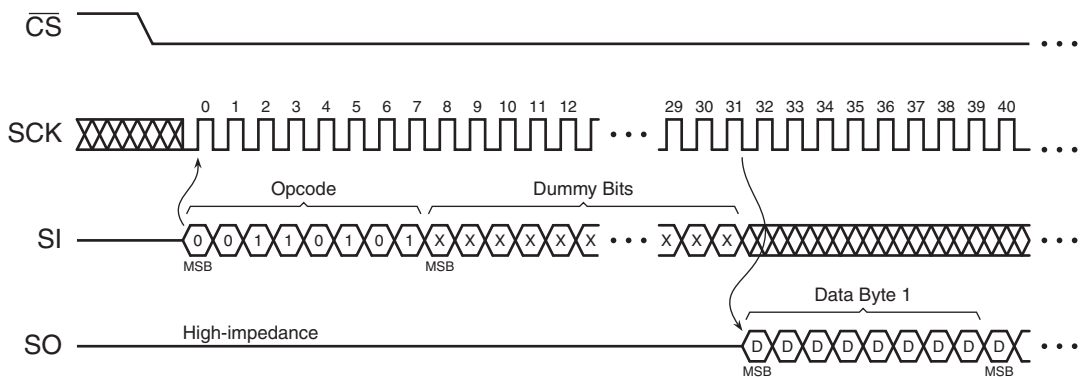 CS
SCK
0 1 2 3 4 5 6 7 8 9 10 11 12 29 30 31 32 33 34 35 36 37 38 39 40
Opcode Dummy Bits
SI
0 0 1 1 0 1 0 1 X X X X X X X X X
MSB MSB
Data Byte 1
High-impedance
SO
D D D D D D D D D
MSB MSB